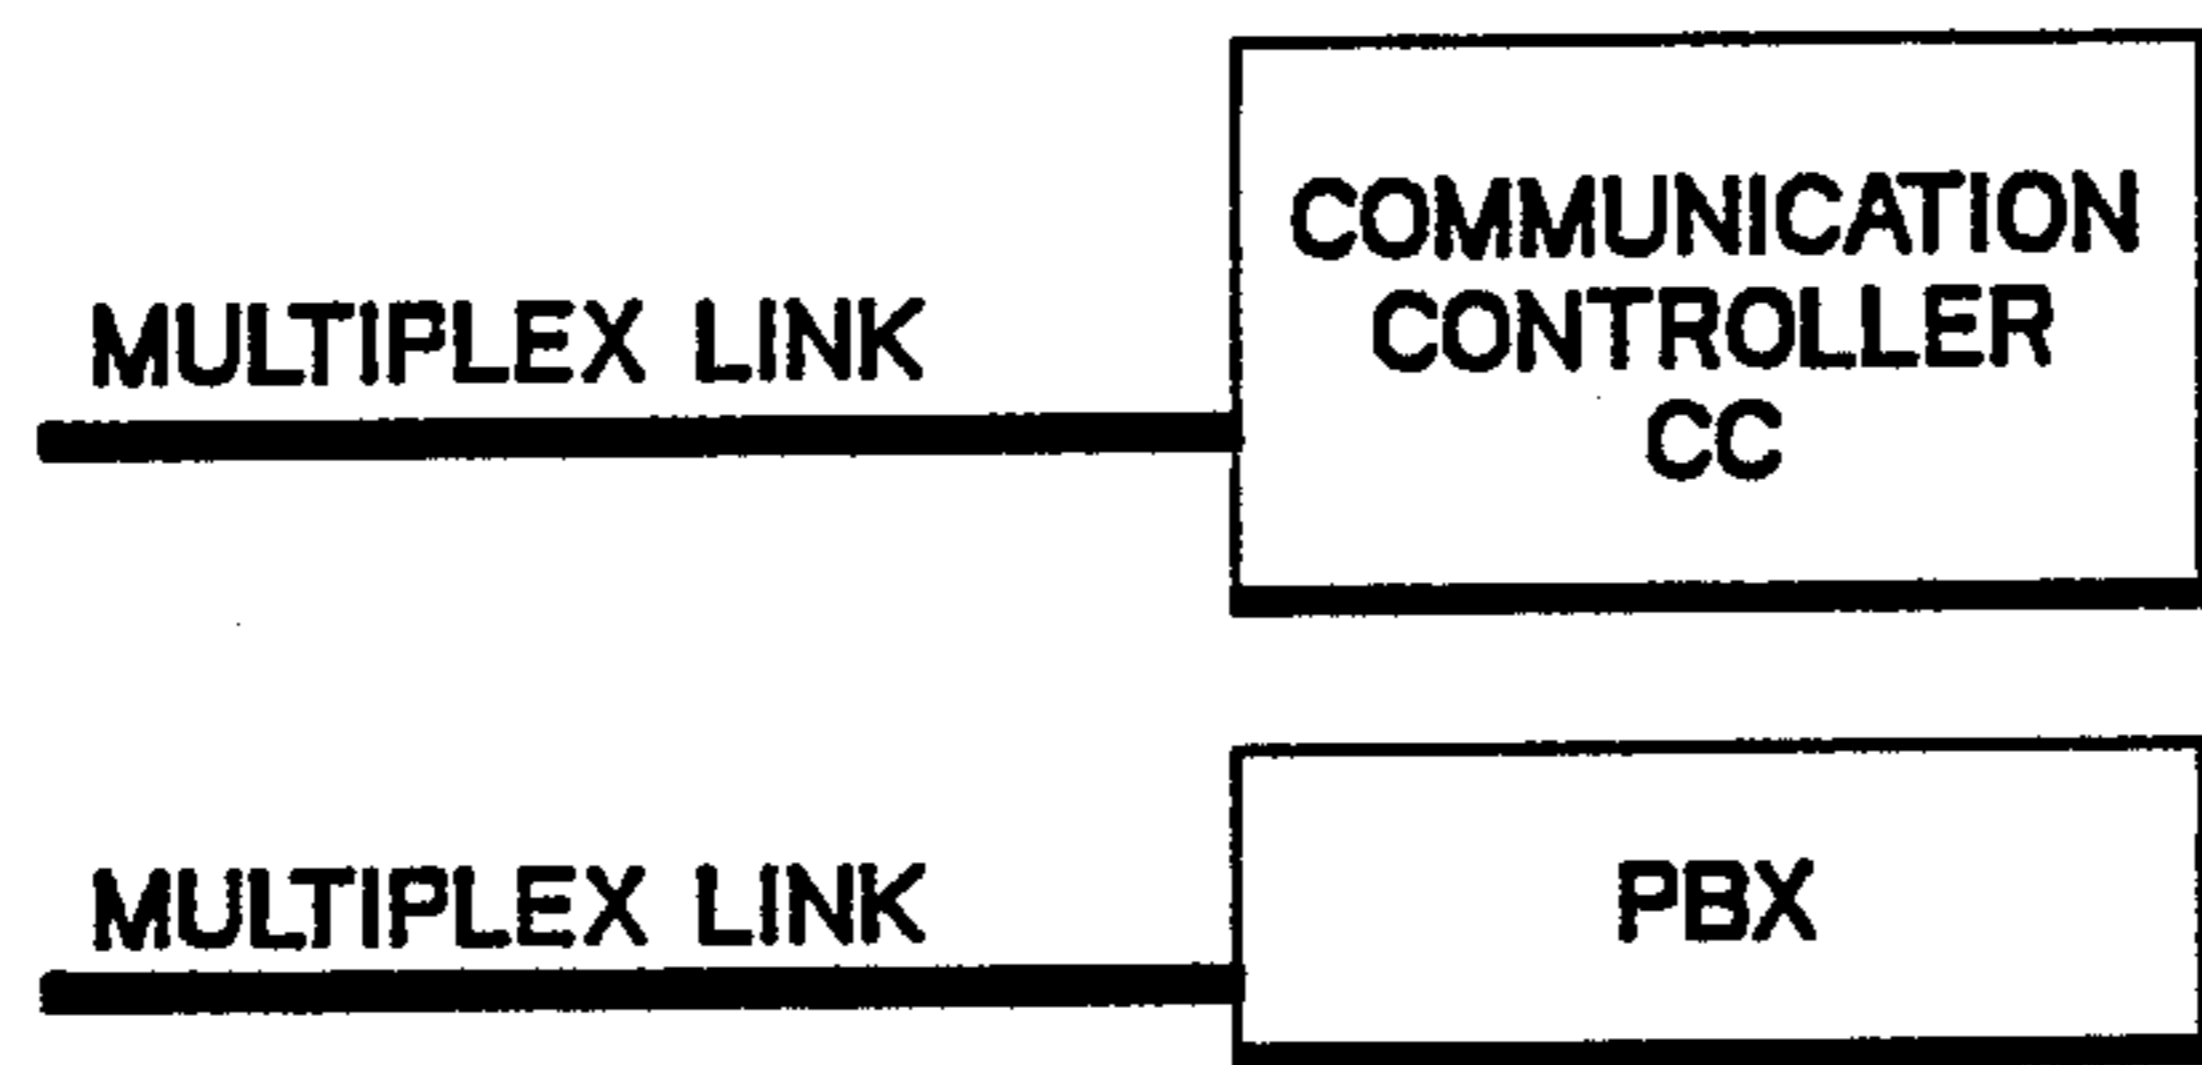 COMMUNICATION
CONTROLLER
CC
MULTIPLEX LINK
MULTIPLEX LINK
PBX